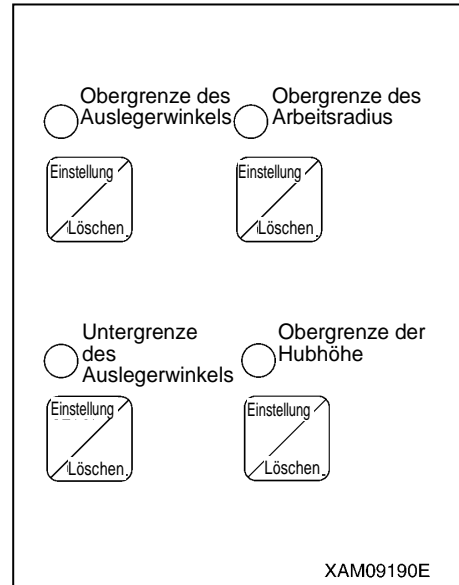 Obergrenze des
Auslegerwinkels
Obergrenze des
Arbeitsradius
Einstellung
Löschen
Einstellung
Löschen
Untergrenze
des
Auslegerwinkels
Obergrenze der
Hubhöhe
Einstellung
Löschen
Einstellung
Löschen
XAM09190E